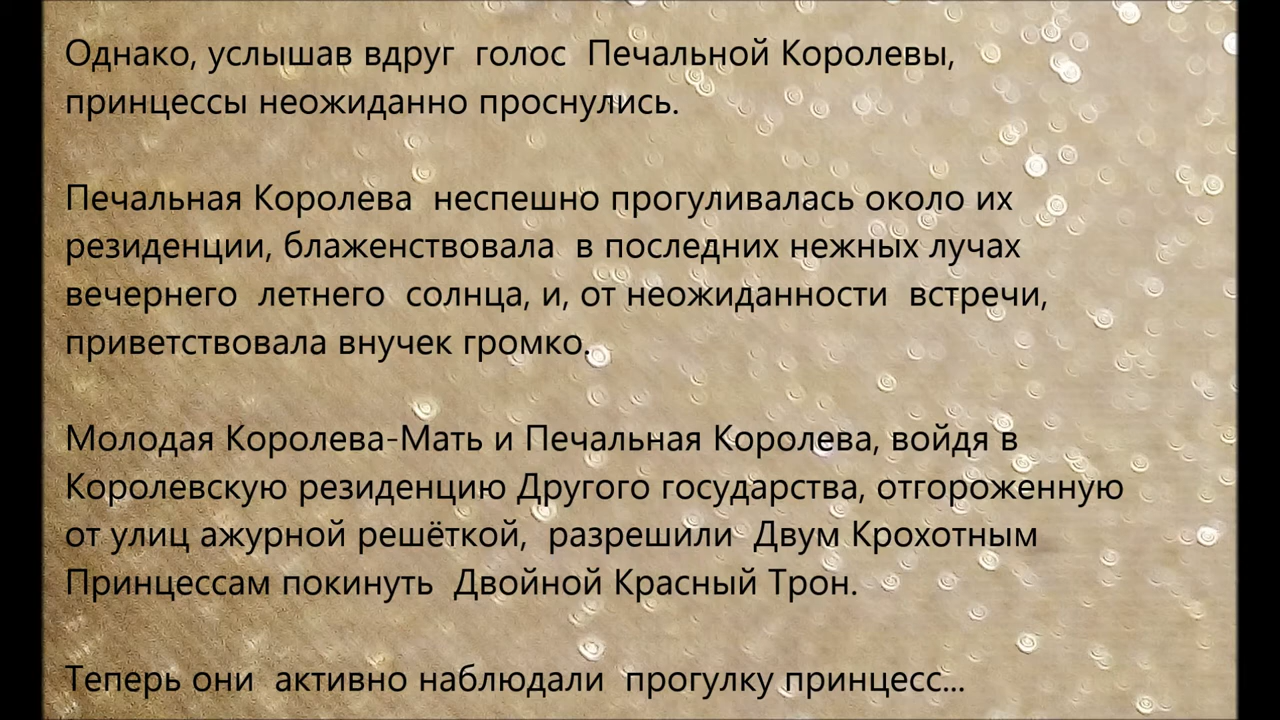 Однако, услышав вдруг голос Печальной Королевы,
принцессы неожиданно проснулись.
Печальная Королева неспешно прогуливалась около их
резиденции, блаженствовала в последних нежных лучах
вечернего летнего солнца, и, от неожиданности встречи,
приветствовала внучек громко.
Молодая Королева-Мать и Печальная Королева, войдя в
Королевскую резиденцию Другого государства, отгороженную
от улиц ажурной решёткой, разрешили Двум Крохотным
Принцессам покинуть Двойной Красный Трон.
Теперь они активно наблюдали прогулку принцесс...